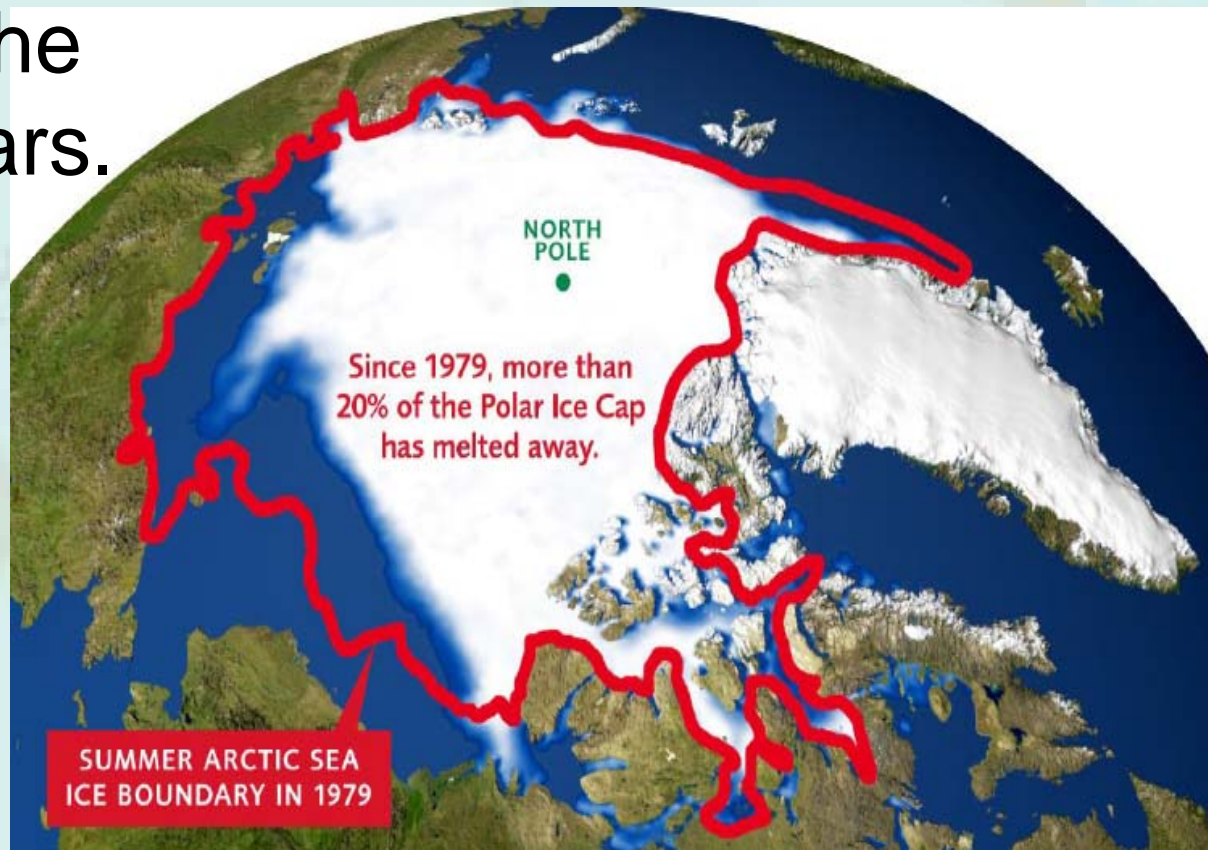 he
ars.
NORTH
POLE
Since 1979, more than
20% of the Polar Ice Cap
has melted away.
SUMMER ARCTIC SEA
ICE BOUNDARY IN 1979